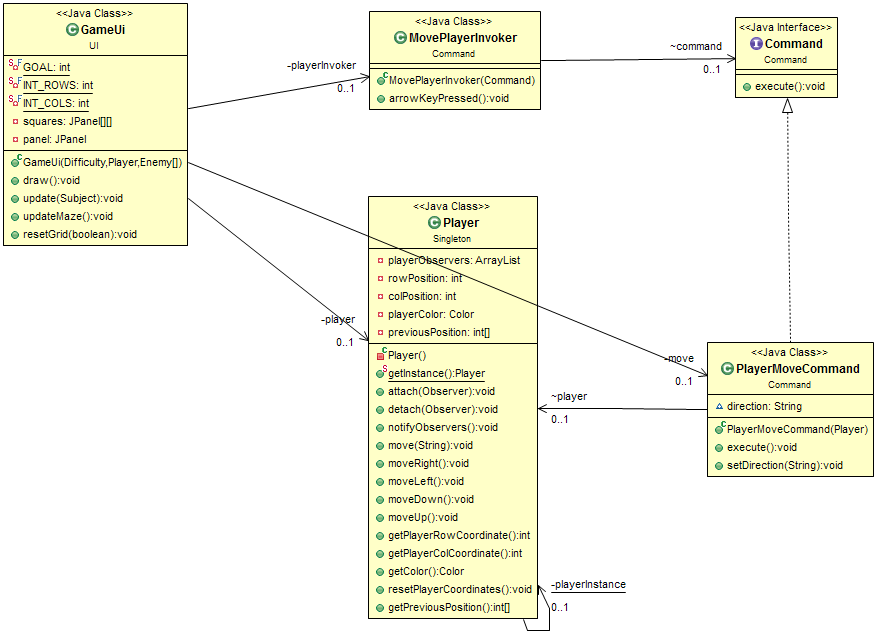 <<Java Class>>
GameUi
UI
GOAL: int
INT_ROWS: int
INT_COLS: int
squares: JPanel[][]
panel: JPanel
GameUi(Difficulty,Player,Enemy[])
draw():void
update(Subject):void
updateMaze():void
resetGrid(boolean):void
-playerInvoker
0..1
<<Java Class>>
MovePlayerInvoker
Command
MovePlayerInvoker(Command)
arrowKeyPressed():void
~command
0..1
<<Java Interface>>
Command
Command
execute():void
-player
0..1
<<Java Class>>
Player
Singleton
playerObservers: ArrayList
rowPosition: int
colPosition: int
playerColor: Color
previousPosition: int[]
Player()
getInstance():Player
attach(Observer):void
detach(Observer):void
notifyObservers():void
move(String):void
moveRight():void
moveLeft():void
moveDown():void
moveUp():void
getPlayerRowCoordinate():int
getPlayerColCoordinate():int
getColor():Color
resetPlayerCoordinates():void
getPreviousPosition():int[]
-move
0..1
~player
0..1
-playerInstance
0..1
<<Java Class>>
PlayerMoveCommand
Command
direction: String
PlayerMoveCommand(Player)
execute():void
setDirection(String):void